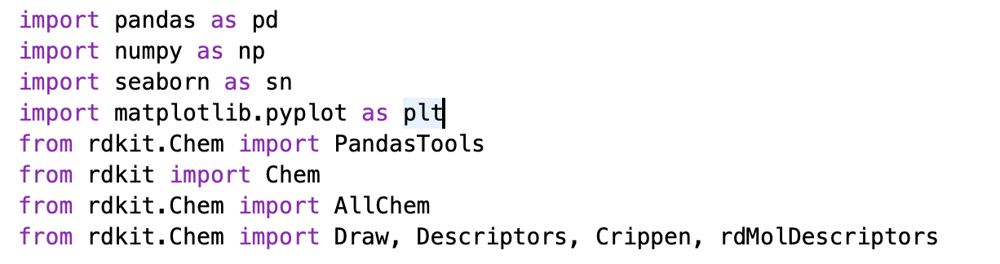 import pandas as pd
import numpy as np
import seaborn as sn
import matplotlib.pyplot as plt
from rdkit.Chem import PandasTools
from rdkit import Chem
from rdkit.Chem import AllChem
from rdkit.Chem import Draw, Descriptors, Crippen, rdMolDescriptors